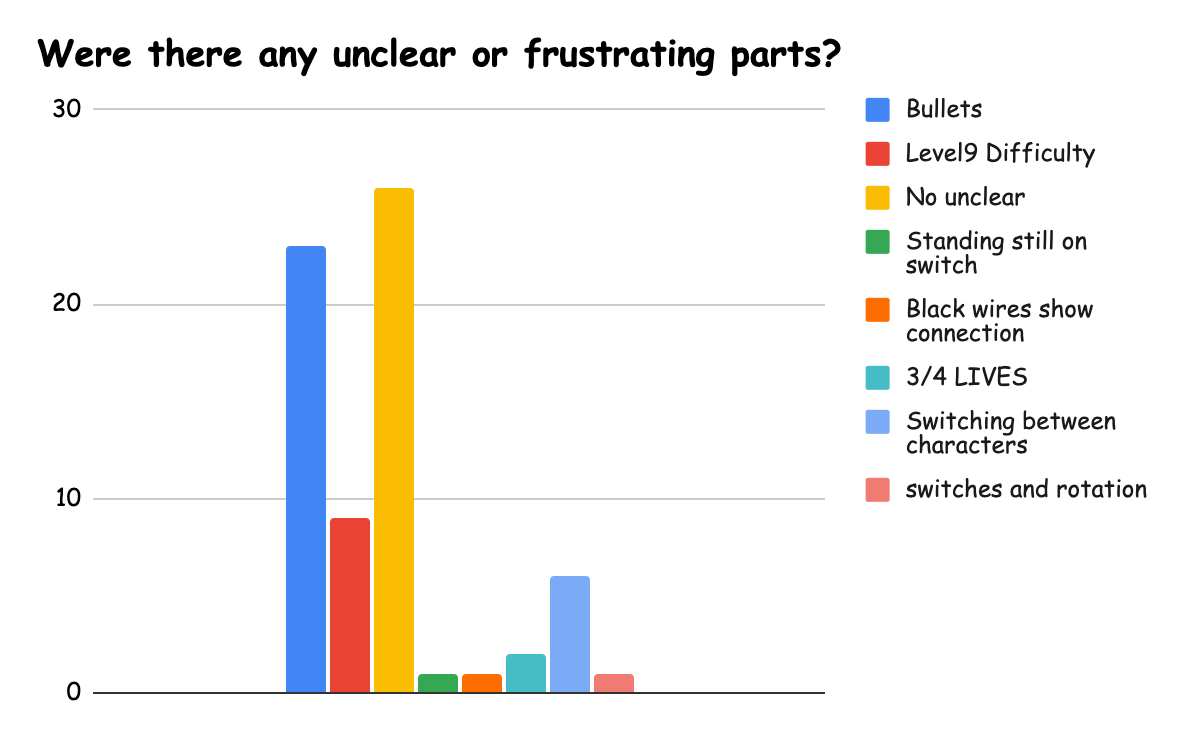 Were there any unclear or frustrating parts?
30
20
10
0
Bullets
Level9 Difficulty
No unclear
Standing still on
switch
Black wires show
connection
3/4 LIVES
Switching between
characters
switches and rotation